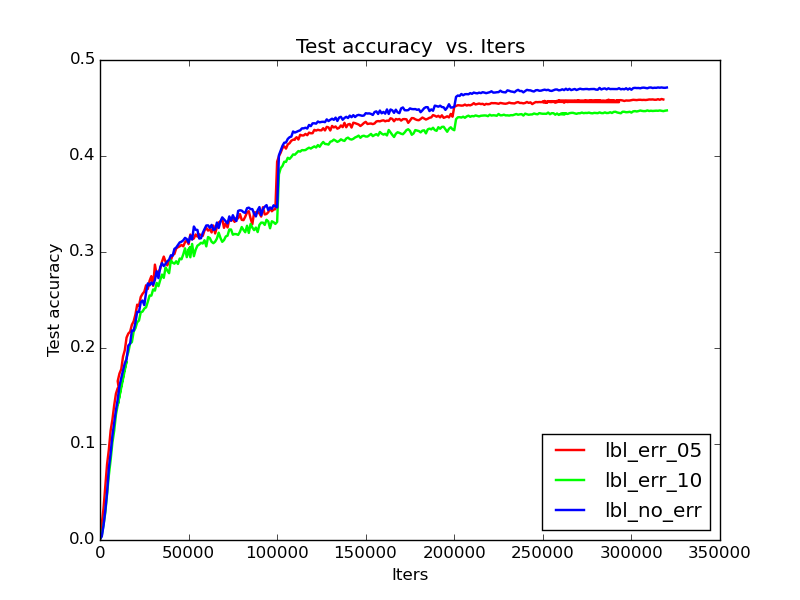 Test accuracy  vs. Iters
0.5
0.4
0.3
0.2
0.1
0.0
Test accuracy
0
50000
100000
150000
200000
250000
300000
350000
Iters
lbl_err_05
lbl_err_10
lbl_no_err